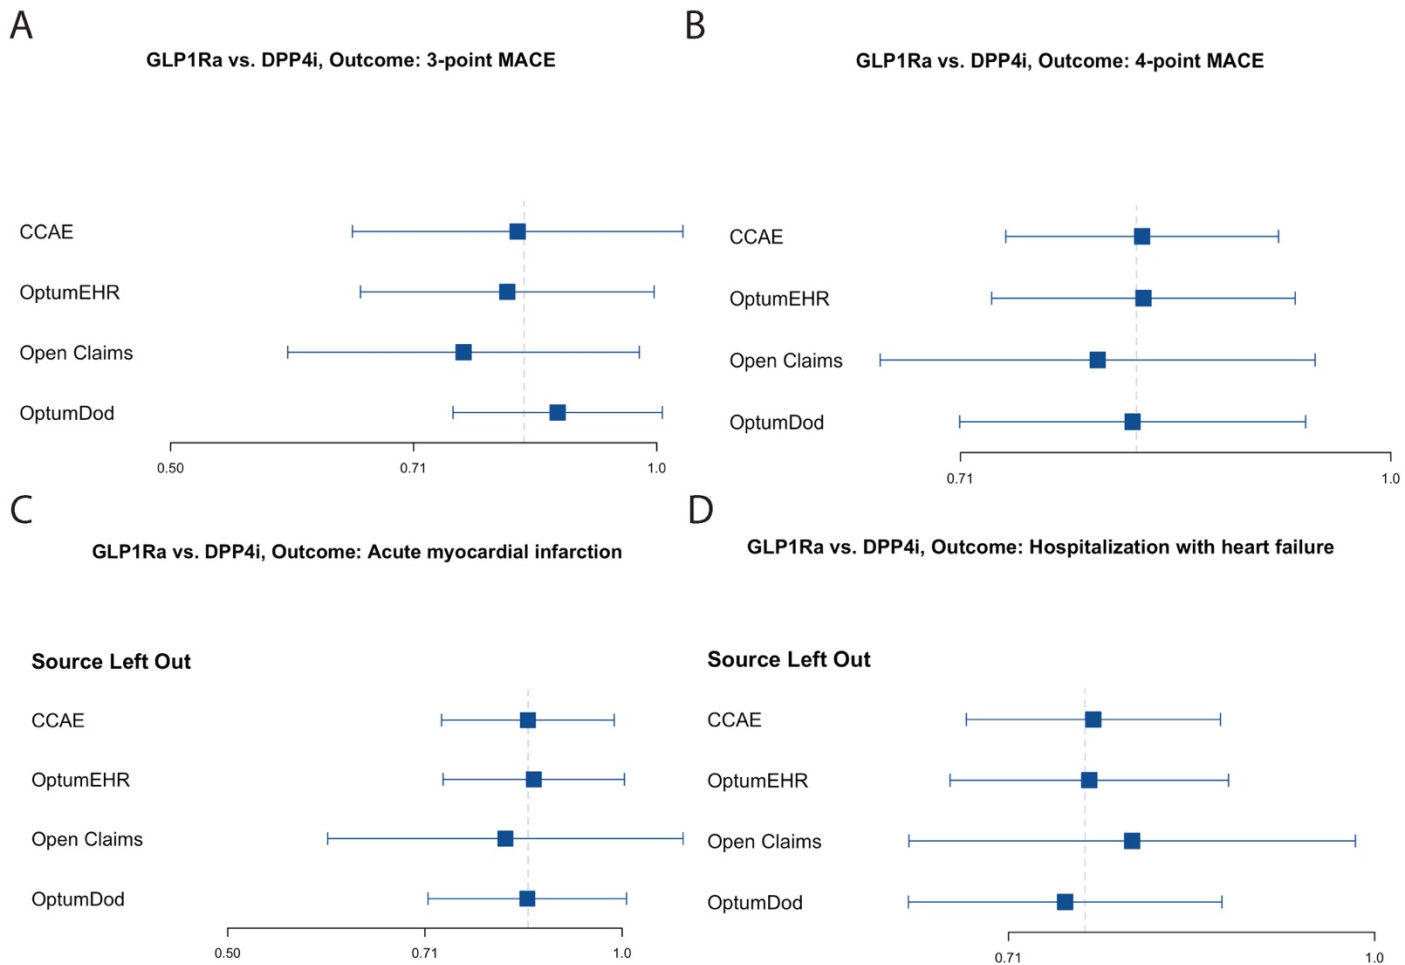 A
GLP1Ra vs. DPP4i, Outcome: 3-point MACE
CCAE
OptumEHR
Open Claims
OptumDod
0.50
0.71
1.0
B
GLP1Ra vs. DPP4i, Outcome: 4-point MACE
CCAE
OptumEHR
Open Claims
OptumDod
0.71
1.0
C
GLP1Ra vs. DPP4i, Outcome: Acute myocardial infarction
Source Left Out
CCAE
OptumEHR
Open Claims
OptumDod
0.50
0.71
1.0
D
GLP1Ra vs. DPP4i, Outcome: Hospitalization with heart failure
Source Left Out
CCAE
OptumEHR
Open Claims
OptumDod
0.71
1.0